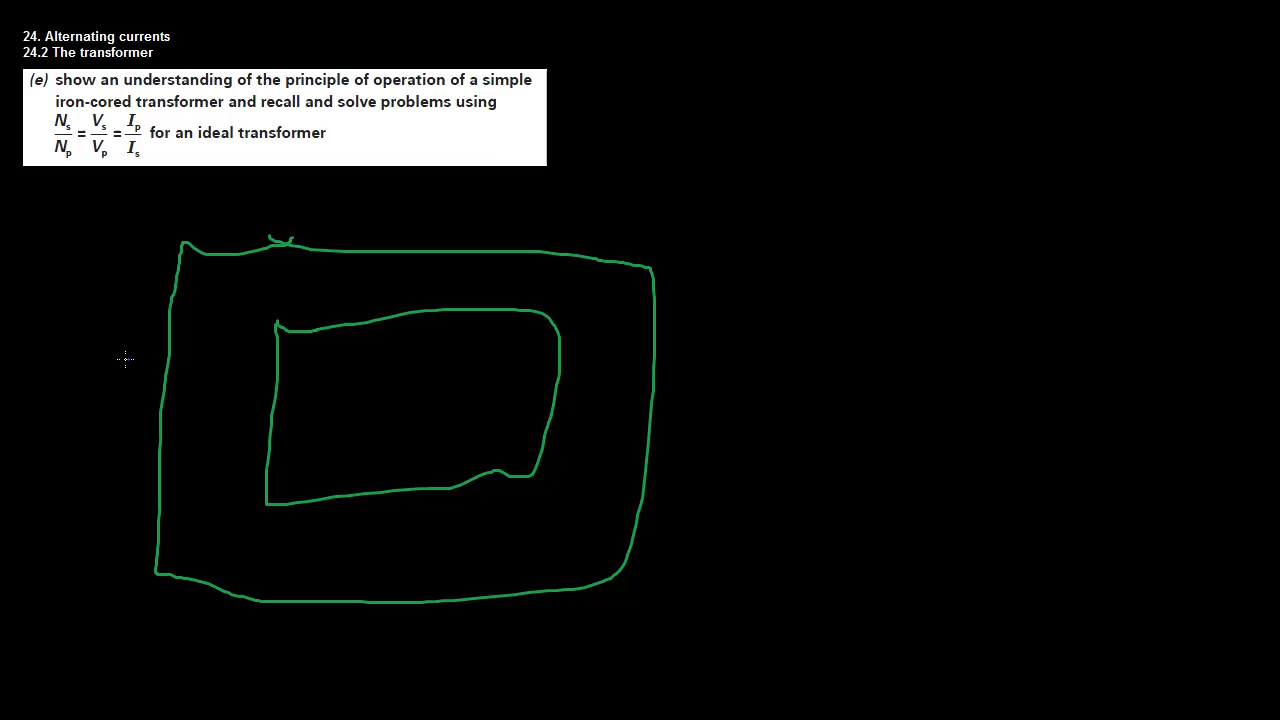 24. Alternating currents
24.2 The transformer
(e) show an understanding of the principle of operation of a simple
iron-cored transformer and recall and solve problems using
Ns/Np = Vs/Vp = Ip/Is for an ideal transformer